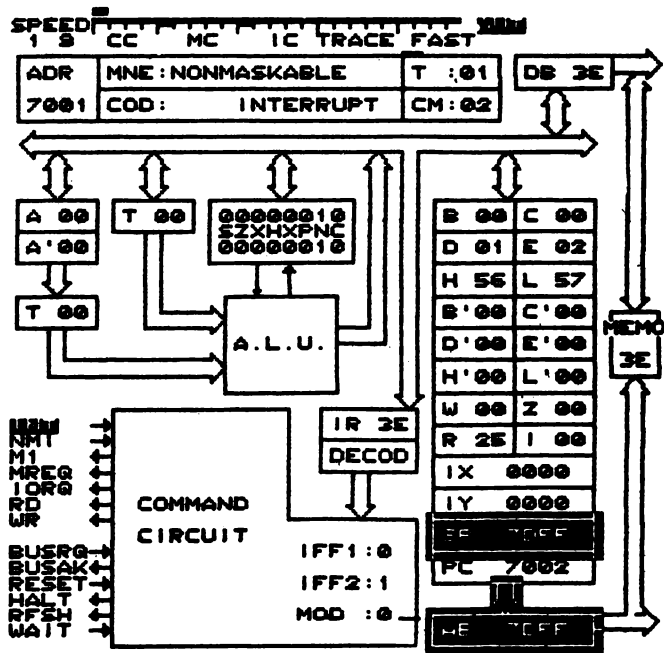 SPEED
1 9 CC MC IC TRACE FAST
ADR MNE:NONMASKABLE T :01 DB 3E
7001 COD: INTERRUPT CM:02
A 00 T 00 00000010 B 00 C 00
A'00 SZXHXPNC D 01 E 02
00000010
H 56 L 57
T 00 B'00 C'00 MEMO
A.L.U. D'00 E'00 3E
H'00 L'00
W 00 Z 00
IR 3E R 25 I 00
DECOD IX 0000
NMI
M1
MREQ
IORQ
RD COMMAND IY 0000
WR
CIRCUIT
BUSRQ IFF1:0
BUSAK PC 7002
RESET IFF2:1
HALT
RFSH MOD :0
WAIT